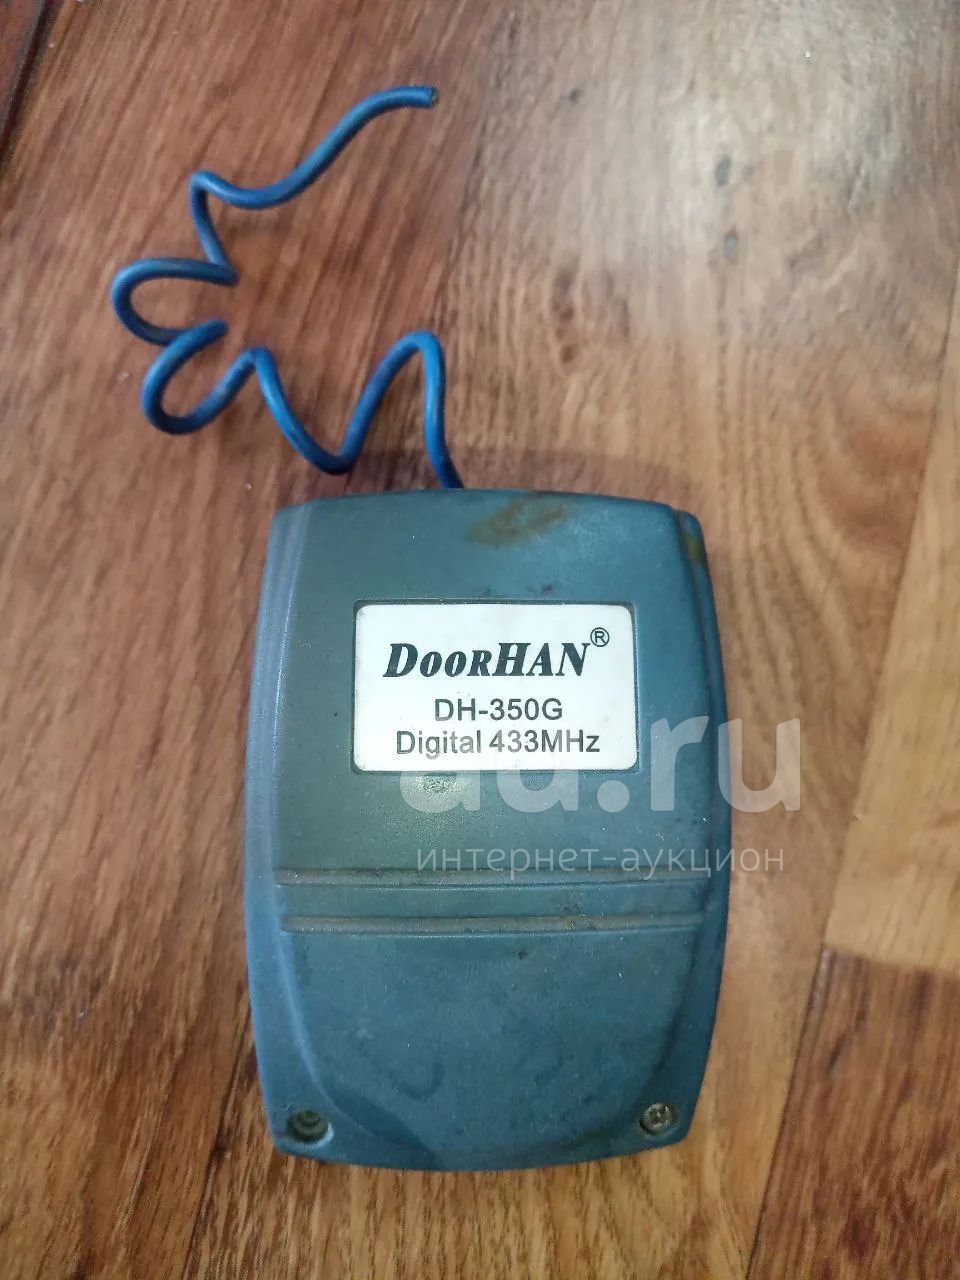 DOORHAN®
DH-350G
Digital 433MHz
au.ru
интернет-аукцион